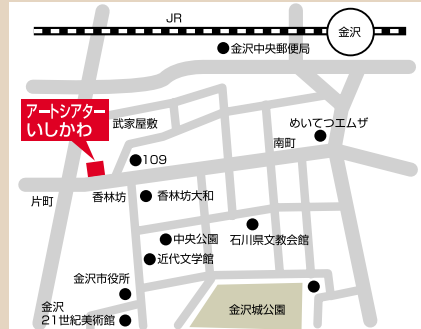 JR
金沢
金沢中央郵便局
アートシアター
いしかわ
武家屋敷
めいてつエムザ
南町
109
片町
香林坊
香林坊大和
中央公園
石川県文教会館
近代文学館
金沢市役所
金沢城公園
金沢
21世紀美術館